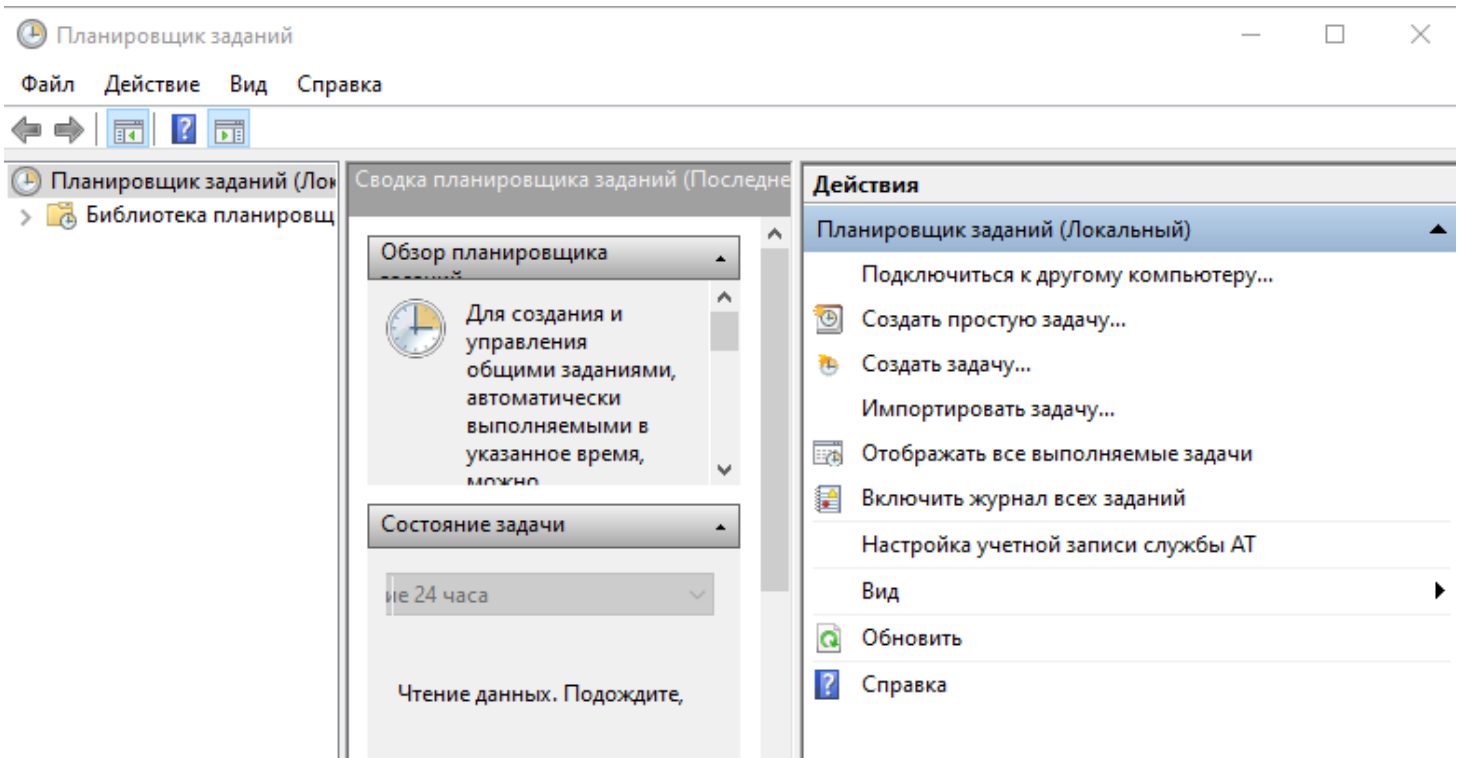 Планировщик заданий
Файл Действие Вид Справка
Планировщик заданий (Лок
Библиотека планировщ
Сводка планировщика заданий (Последне
Обзор планировщика
Для создания и
управления
общими заданиями,
автоматически
выполняемыми в
указанное время,
можно
Состояние задачи
ие 24 часа
Чтение данных. Подождите,
Действия
Планировщик заданий (Локальный)
Подключиться к другому компьютеру...
Создать простую задачу...
Создать задачу...
Импортировать задачу...
Отображать все выполняемые задачи
Включить журнал всех заданий
Настройка учетной записи службы АТ
Вид
Обновить
Справка